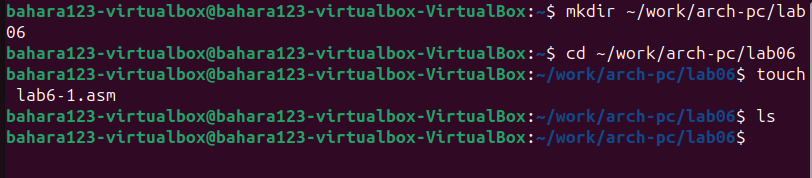 bahara123-virtualbox@bahara123-virtualbox-VirtualBox:~$ mkdir ~/work/arch-pc/lab
06
bahara123-virtualbox@bahara123-virtualbox-VirtualBox:~$ cd ~/work/arch-pc/lab06
bahara123-virtualbox@bahara123-virtualbox-VirtualBox:~/work/arch-pc/lab06$ touch
 lab6-1.asm
bahara123-virtualbox@bahara123-virtualbox-VirtualBox:~/work/arch-pc/lab06$ ls
bahara123-virtualbox@bahara123-virtualbox-VirtualBox:~/work/arch-pc/lab06$